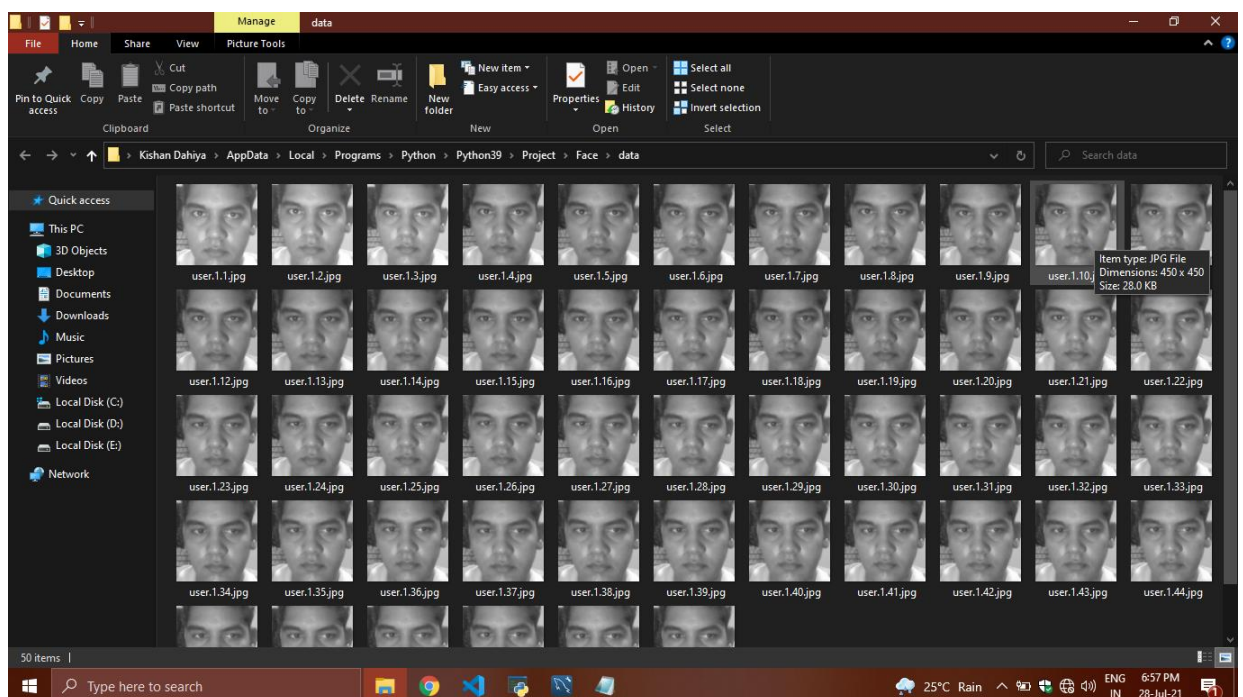 Manage data
File Home Share View Picture Tools
Pin to Quick access
Copy
Paste
Cut
Copy path
Paste shortcut
Move to
Copy to
Delete
Rename
New folder
New item
Easy access
Properties
Open
Edit
History
Select all
Select none
Invert selection
Clipboard Organize New Open Select
Kishan Dahiya > AppData > Local > Programs > Python > Python39 > Project > Face > data
Search data
Quick access
This PC
3D Objects
Desktop
Documents
Downloads
Music
Pictures
Videos
Local Disk (C:)
Local Disk (D:)
Local Disk (E:)
Network
user.1.1.jpg user.1.2.jpg user.1.3.jpg user.1.4.jpg user.1.5.jpg user.1.6.jpg user.1.7.jpg user.1.8.jpg user.1.9.jpg user.1.10.j
Item type: JPG File
Dimensions: 450 x 450
Size: 28.0 KB
user.1.12.jpg user.1.13.jpg user.1.14.jpg user.1.15.jpg user.1.16.jpg user.1.17.jpg user.1.18.jpg user.1.19.jpg user.1.20.jpg user.1.21.jpg user.1.22.jpg
user.1.23.jpg user.1.24.jpg user.1.25.jpg user.1.26.jpg user.1.27.jpg user.1.28.jpg user.1.29.jpg user.1.30.jpg user.1.31.jpg user.1.32.jpg user.1.33.jpg
user.1.34.jpg user.1.35.jpg user.1.36.jpg user.1.37.jpg user.1.38.jpg user.1.39.jpg user.1.40.jpg user.1.41.jpg user.1.42.jpg user.1.43.jpg user.1.44.jpg
50 items
Type here to search
25°C Rain
ENG
IN
6:57 PM
28-Jul-21